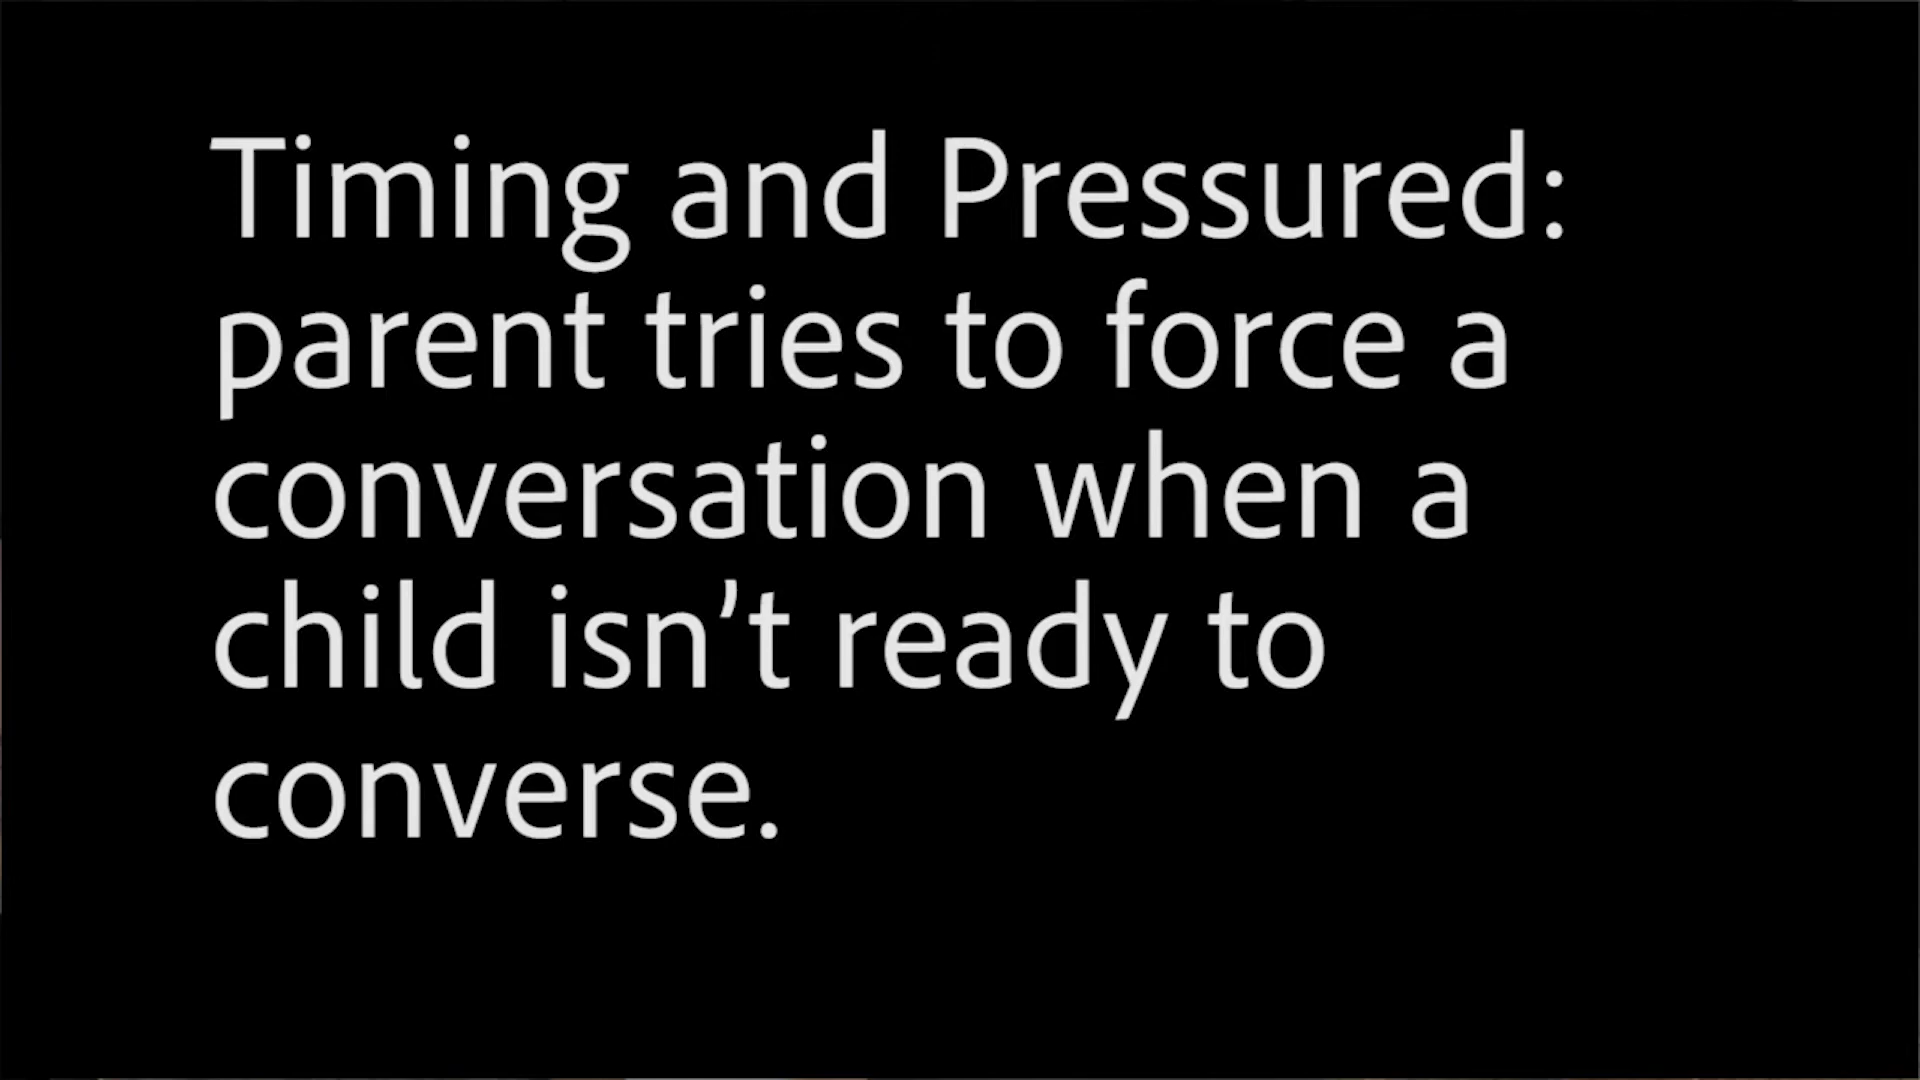 Timing and Pressured:
parent tries to force a
conversation when a
child isn’t ready to
converse.